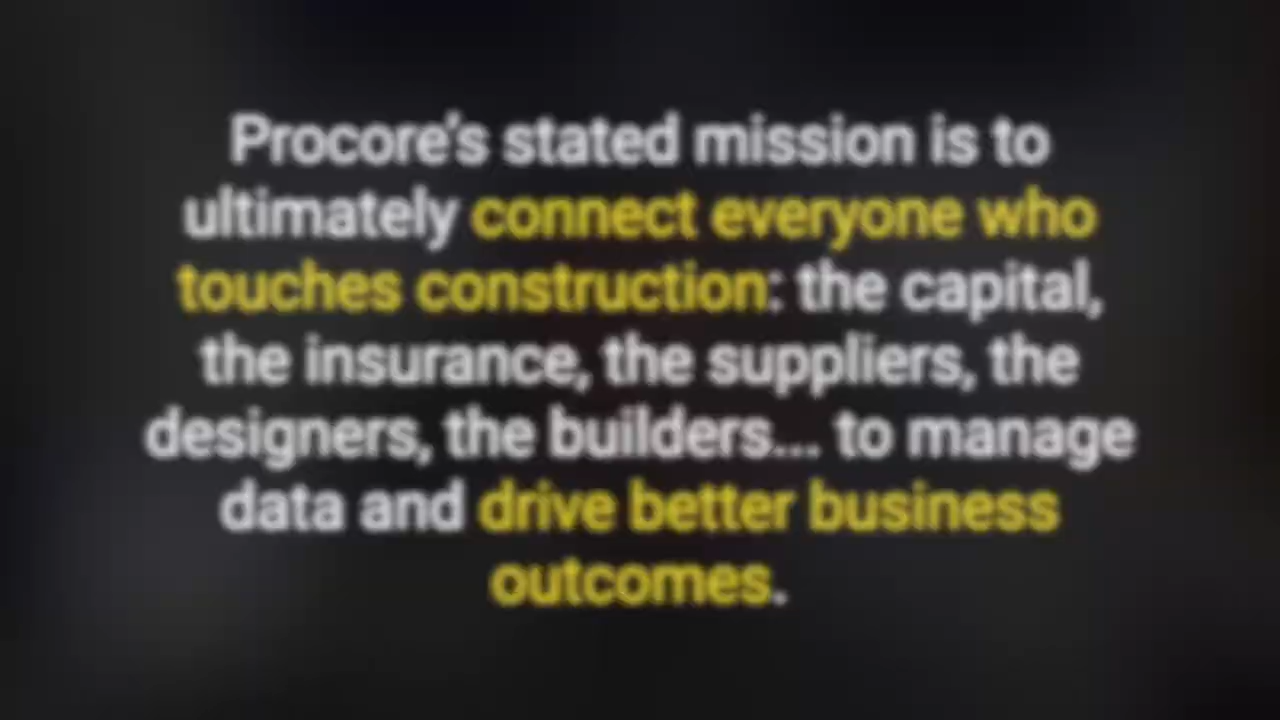 Procore's stated mission is to
ultimately connect everyone who
touches construction: the capital,
the insurance, the suppliers, the
designers, the builders... to manage
data and drive better business
outcomes.